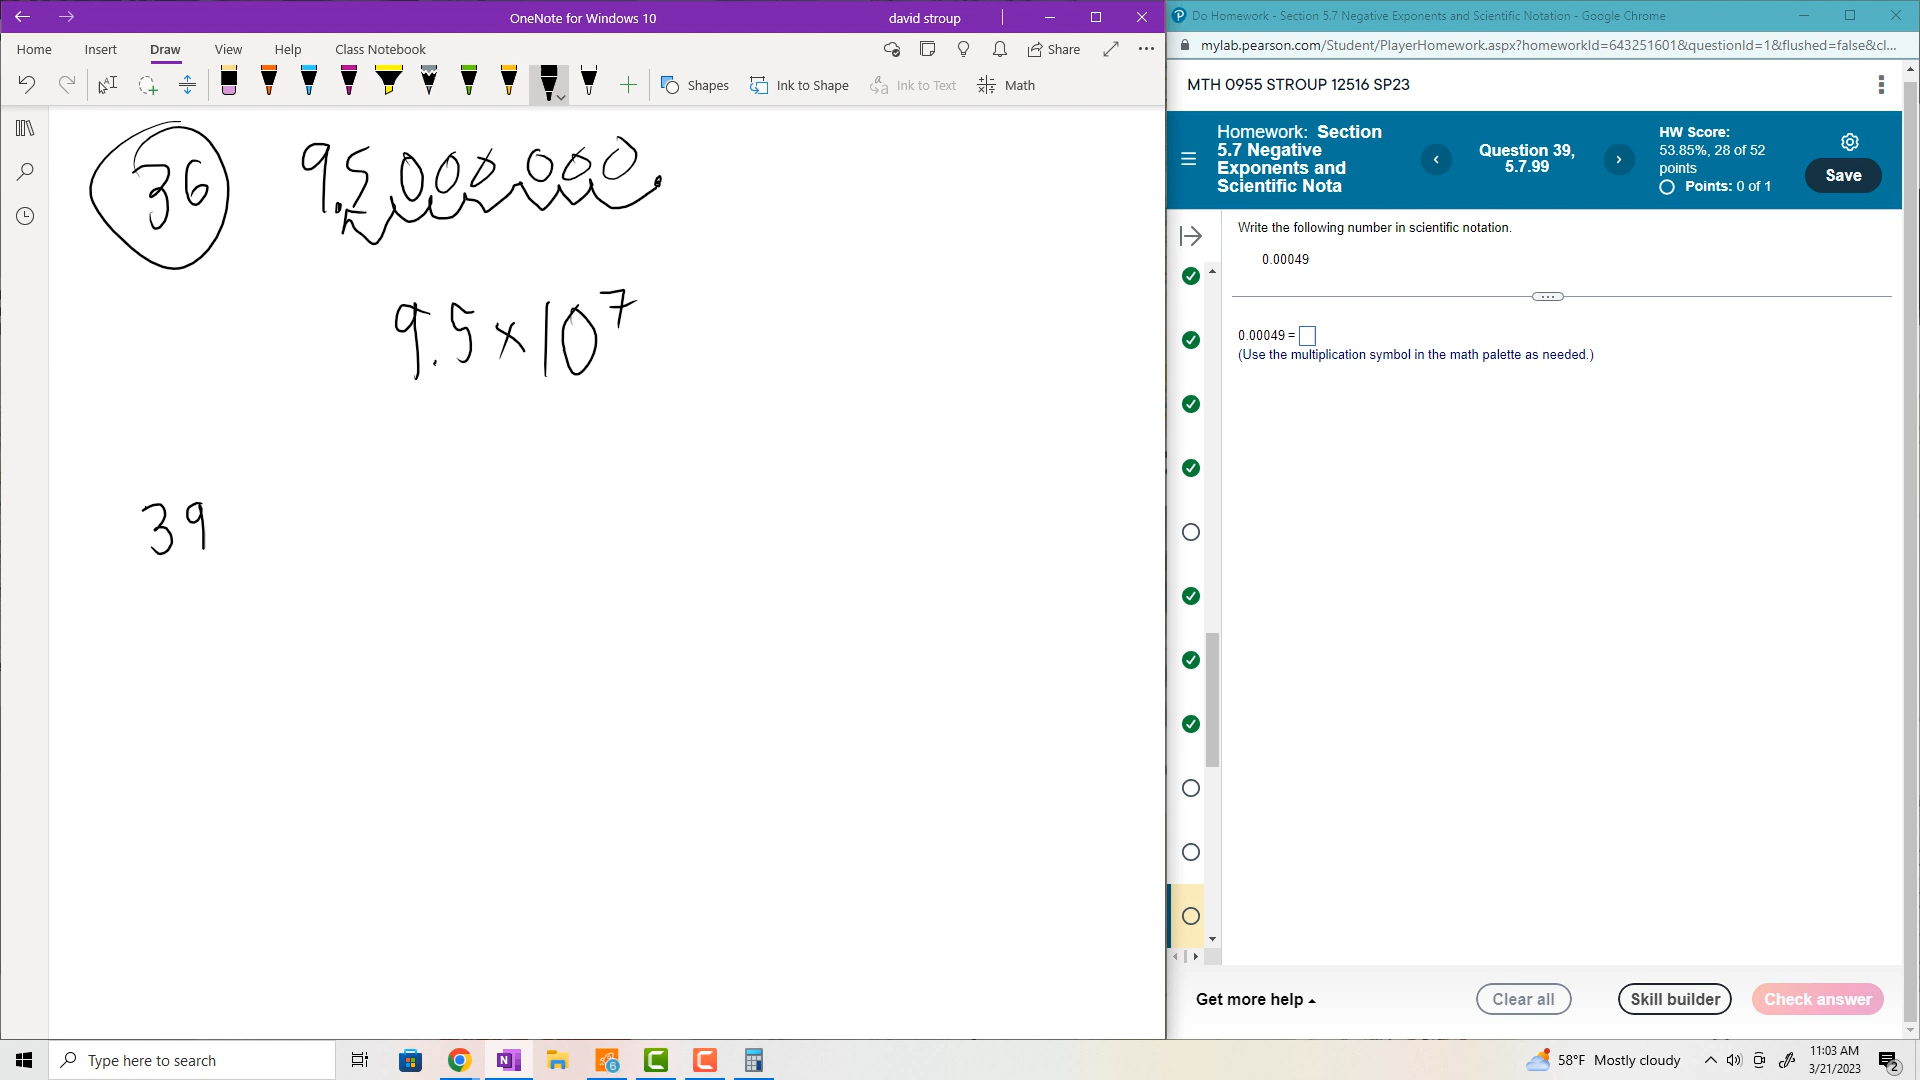 OneNote for Windows 10
david stroup
Home Insert Draw View Help Class Notebook
Share
Shapes Ink to Shape Ink to Text Math
36 95000000.
9.5 × 10^7
39
Do Homework - Section 5.7 Negative Exponents and Scientific Notation - Google Chrome
mylab.pearson.com/Student/PlayerHomework.aspx?homeworkId=643251601&questionId=1&flushed=false&cl...
MTH 0955 STROUP 12516 SP23
Homework: Section
5.7 Negative
Exponents and
Scientific Nota
Question 39,
5.7.99
HW Score:
53.85%, 28 of 52
points
Points: 0 of 1
Save
Write the following number in scientific notation.
0.00049
0.00049 =
(Use the multiplication symbol in the math palette as needed.)
Get more help
Clear all
Skill builder
Check answer
Type here to search
6
58°F Mostly cloudy
11:03 AM
3/21/2023
2